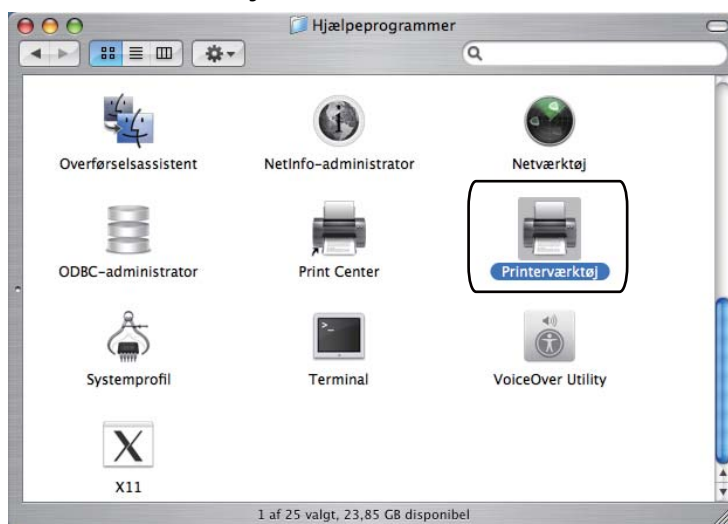 Hjælpeprogrammer
Overførselsassistent
NetInfo-administrator
Netværktøj
ODBC-administrator
Print Center
Printerværktøj
Systemprofil
Terminal
VoiceOver Utility
X11
1 af 25 valgt, 23,85 GB disponibel